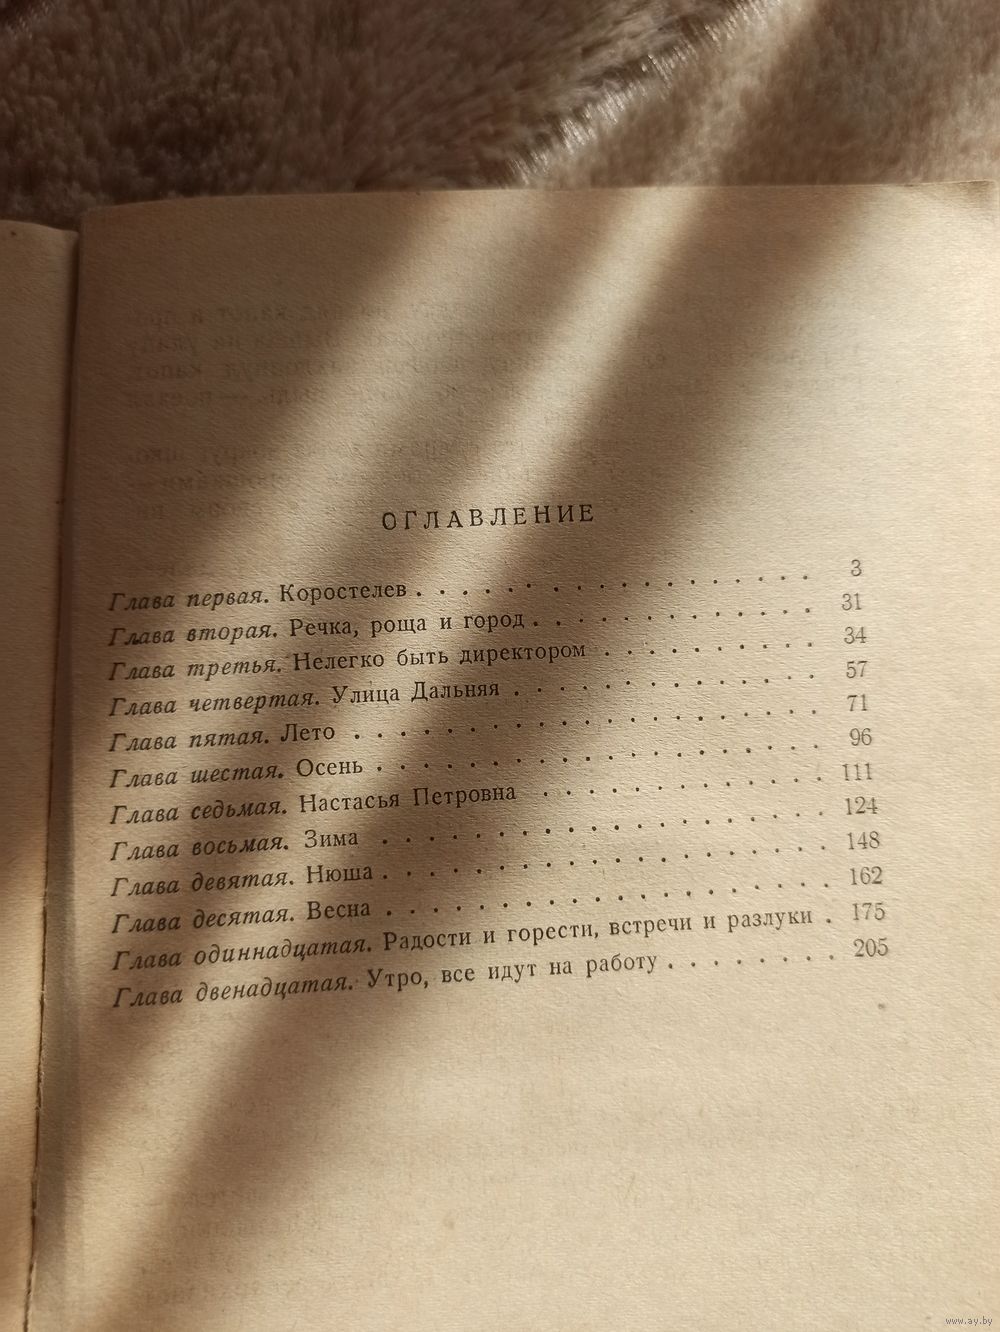 ОГЛАВЛЕНИЕ
Глава первая. Коростелев . . . . . . . . . . . . . . . . . 3
Глава вторая. Речка, роща и город . . . . . . . . . . . . 31
Глава третья. Нелегко быть директором . . . . . . . . . 34
Глава четвертая. Улица Дальняя . . . . . . . . . . . . . 57
Глава пятая. Лето . . . . . . . . . . . . . . . . . . . . 71
Глава шестая. Осень . . . . . . . . . . . . . . . . . . . 96
Глава седьмая. Настасья Петровна . . . . . . . . . . . . 111
Глава восьмая. Зима . . . . . . . . . . . . . . . . . . . 124
Глава девятая. Нюша . . . . . . . . . . . . . . . . . . . 148
Глава десятая. Весна . . . . . . . . . . . . . . . . . . . 162
Глава одиннадцатая. Радости и горести, встречи и разлуки . 175
Глава двенадцатая. Утро, все идут на работу . . . . . . . . 205
www.ay.by